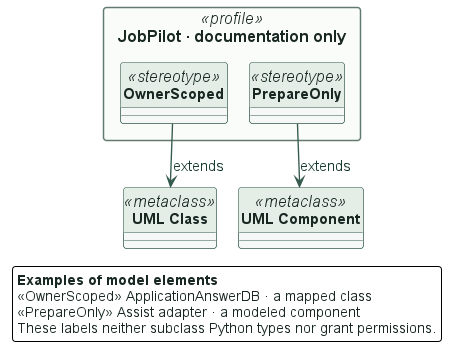 «profile»
JobPilot · documentation only
«stereotype»
OwnerScoped
«stereotype»
PrepareOnly
extends
extends
«metaclass»
UML Class
«metaclass»
UML Component
Examples of model elements
«OwnerScoped» ApplicationAnswerDB · a mapped class
«PrepareOnly» Assist adapter · a modeled component
These labels neither subclass Python types nor grant permissions.